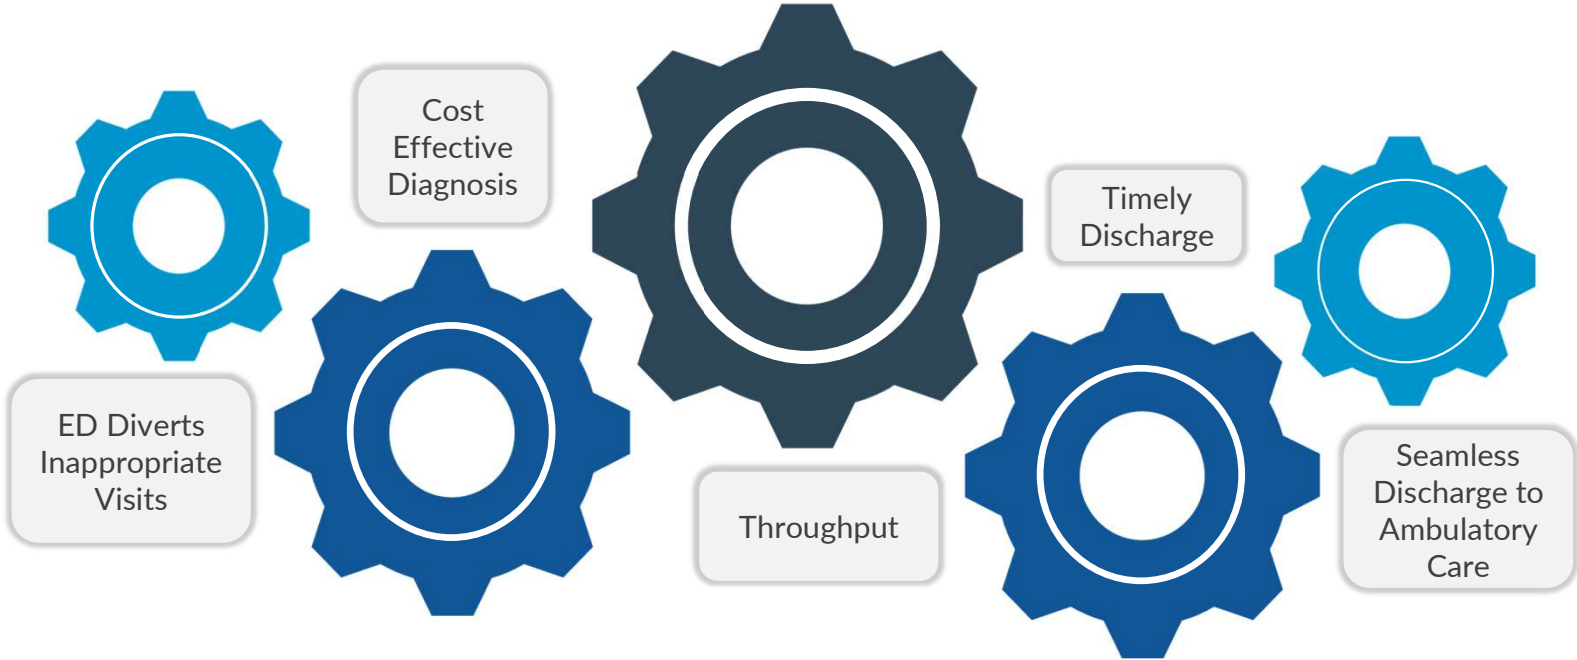 ED Diverts
Inappropriate
Visits
Cost
Effective
Diagnosis
Throughput
Timely
Discharge
Seamless
Discharge to
Ambulatory
Care